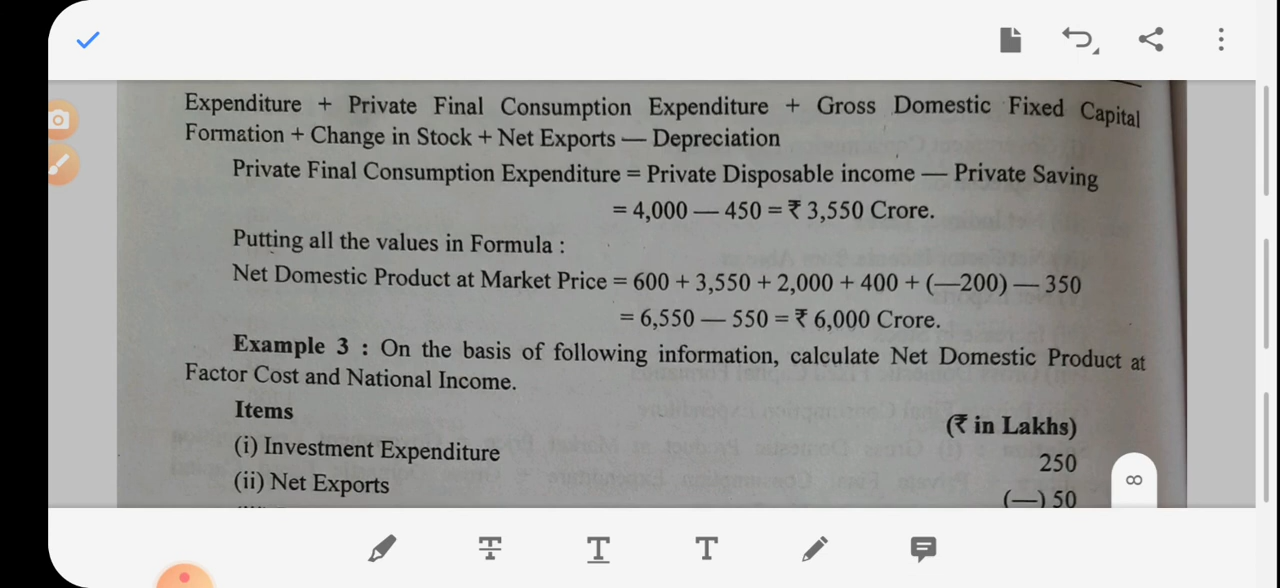 Expenditure + Private Final Consumption Expenditure + Gross Domestic Fixed Capital
Formation + Change in Stock + Net Exports — Depreciation
Private Final Consumption Expenditure = Private Disposable income — Private Saving
= 4,000 — 450 = ₹ 3,550 Crore.
Putting all the values in Formula :
Net Domestic Product at Market Price = 600 + 3,550 + 2,000 + 400 + (—200) — 350
= 6,550 — 550 = ₹ 6,000 Crore.
Example 3 : On the basis of following information, calculate Net Domestic Product at
Factor Cost and National Income.
Items (₹ in Lakhs)
(i) Investment Expenditure 250
(ii) Net Exports (—) 50
8